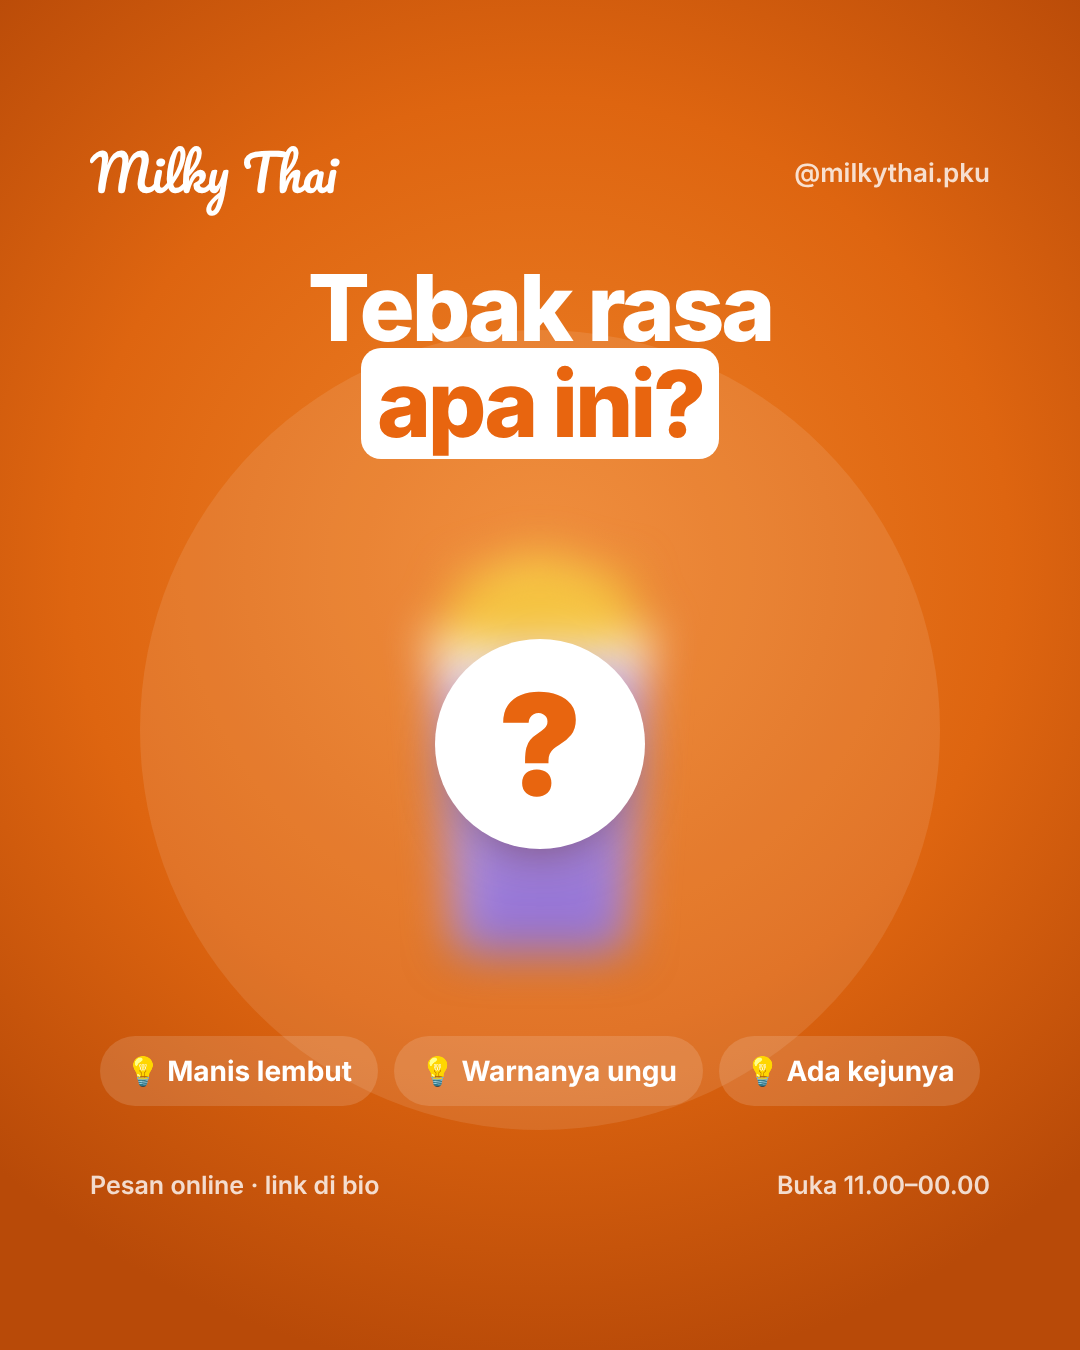 Milky Thai
@milkythai.pku
Tebak rasa
apa ini?
?
💡 Manis lembut
💡 Warnanya ungu
💡 Ada kejunya
Pesan online · link di bio
Buka 11.00–00.00